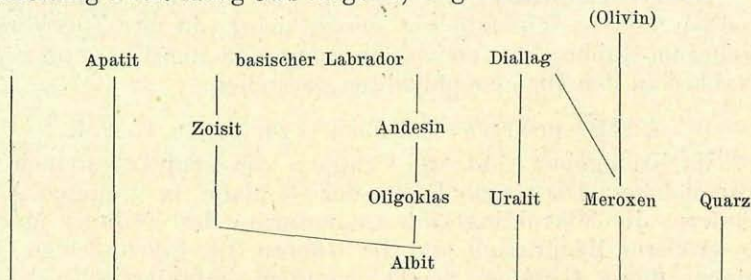 (Olivin)
Apatit basischer Labrador Diallag
Zoisit Andesin
Oligoklas Uralit Meroxen Quarz
Albit